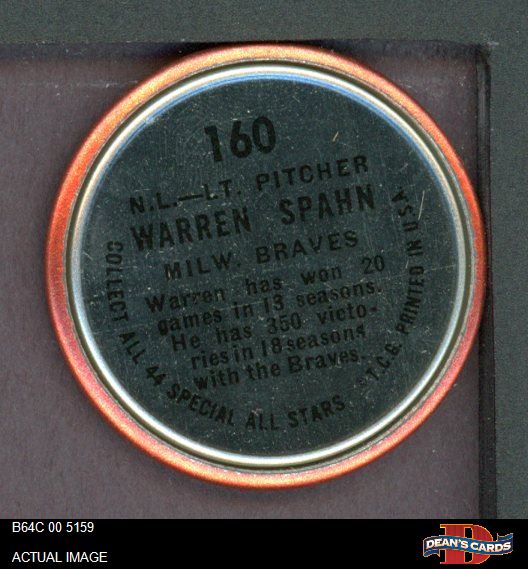 160
N.L.—LT. PITCHER
WARREN SPAHN
MILW. BRAVES
Warren has won 20
games in 13 seasons.
He has 350 victo-
ries in 18 seasons
with the Braves.
COLLECT ALL 44 SPECIAL ALL STARS © T.C.G. PRINTED IN U S A
B64C 00 5159
ACTUAL IMAGE
DEAN'S CARDS